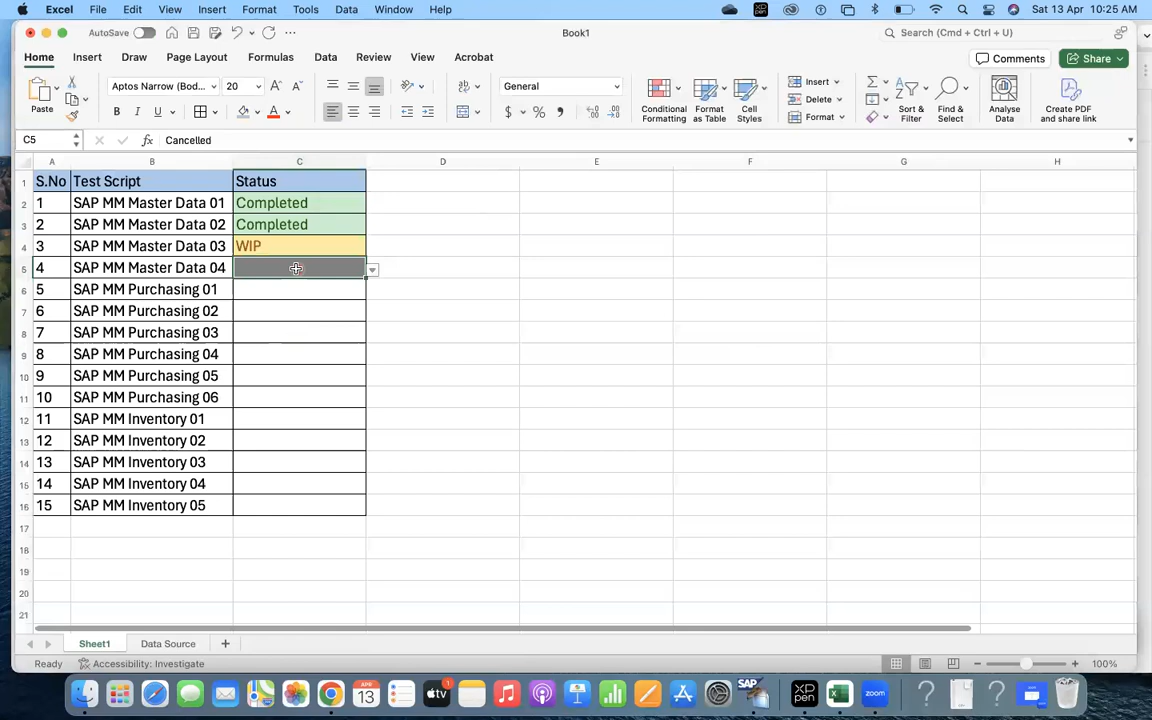 Excel File Edit View Insert Format Tools Data Window Help Sat 13 Apr 10:25 AM
AutoSave Book1 Search (Cmd + Ctrl + U)
Home Insert Draw Page Layout Formulas Data Review View Acrobat Comments Share
Paste Aptos Narrow (Bod... 20 General Conditional Formatting Format as Table Cell Styles Insert Delete Format Sort & Filter Find & Select Analyse Data Create PDF and share link
C5 fx Cancelled
A B C D E F G H
1 S.No Test Script Status
2 1 SAP MM Master Data 01 Completed
3 2 SAP MM Master Data 02 Completed
4 3 SAP MM Master Data 03 WIP
5 4 SAP MM Master Data 04
6 5 SAP MM Purchasing 01
7 6 SAP MM Purchasing 02
8 7 SAP MM Purchasing 03
9 8 SAP MM Purchasing 04
10 9 SAP MM Purchasing 05
11 10 SAP MM Purchasing 06
12 11 SAP MM Inventory 01
13 12 SAP MM Inventory 02
14 13 SAP MM Inventory 03
15 14 SAP MM Inventory 04
16 15 SAP MM Inventory 05
17
18
19
20
21
Sheet1 Data Source
Ready Accessibility: Investigate 100%
APR 13 tv 1 SAP XP PEN zoom